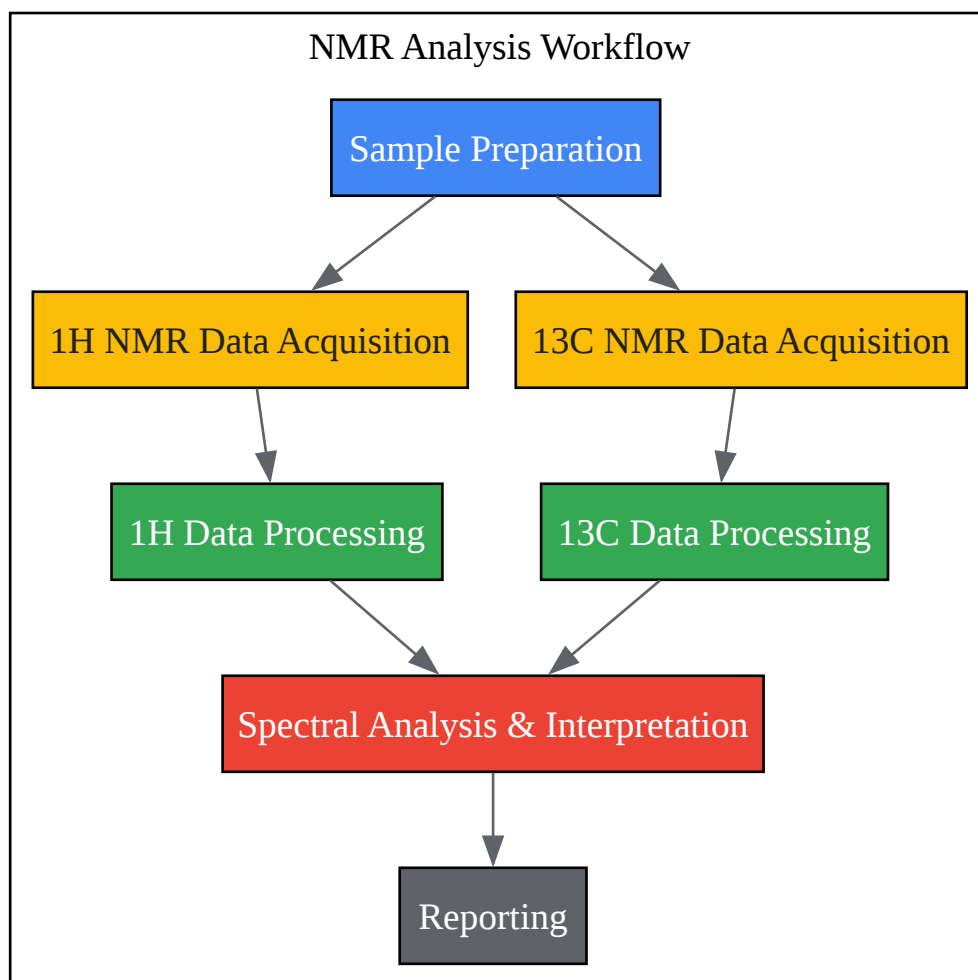 NMR Analysis Workflow
Sample Preparation
1H NMR Data Acquisition
13C NMR Data Acquisition
1H Data Processing
13C Data Processing
Spectral Analysis & Interpretation
Reporting